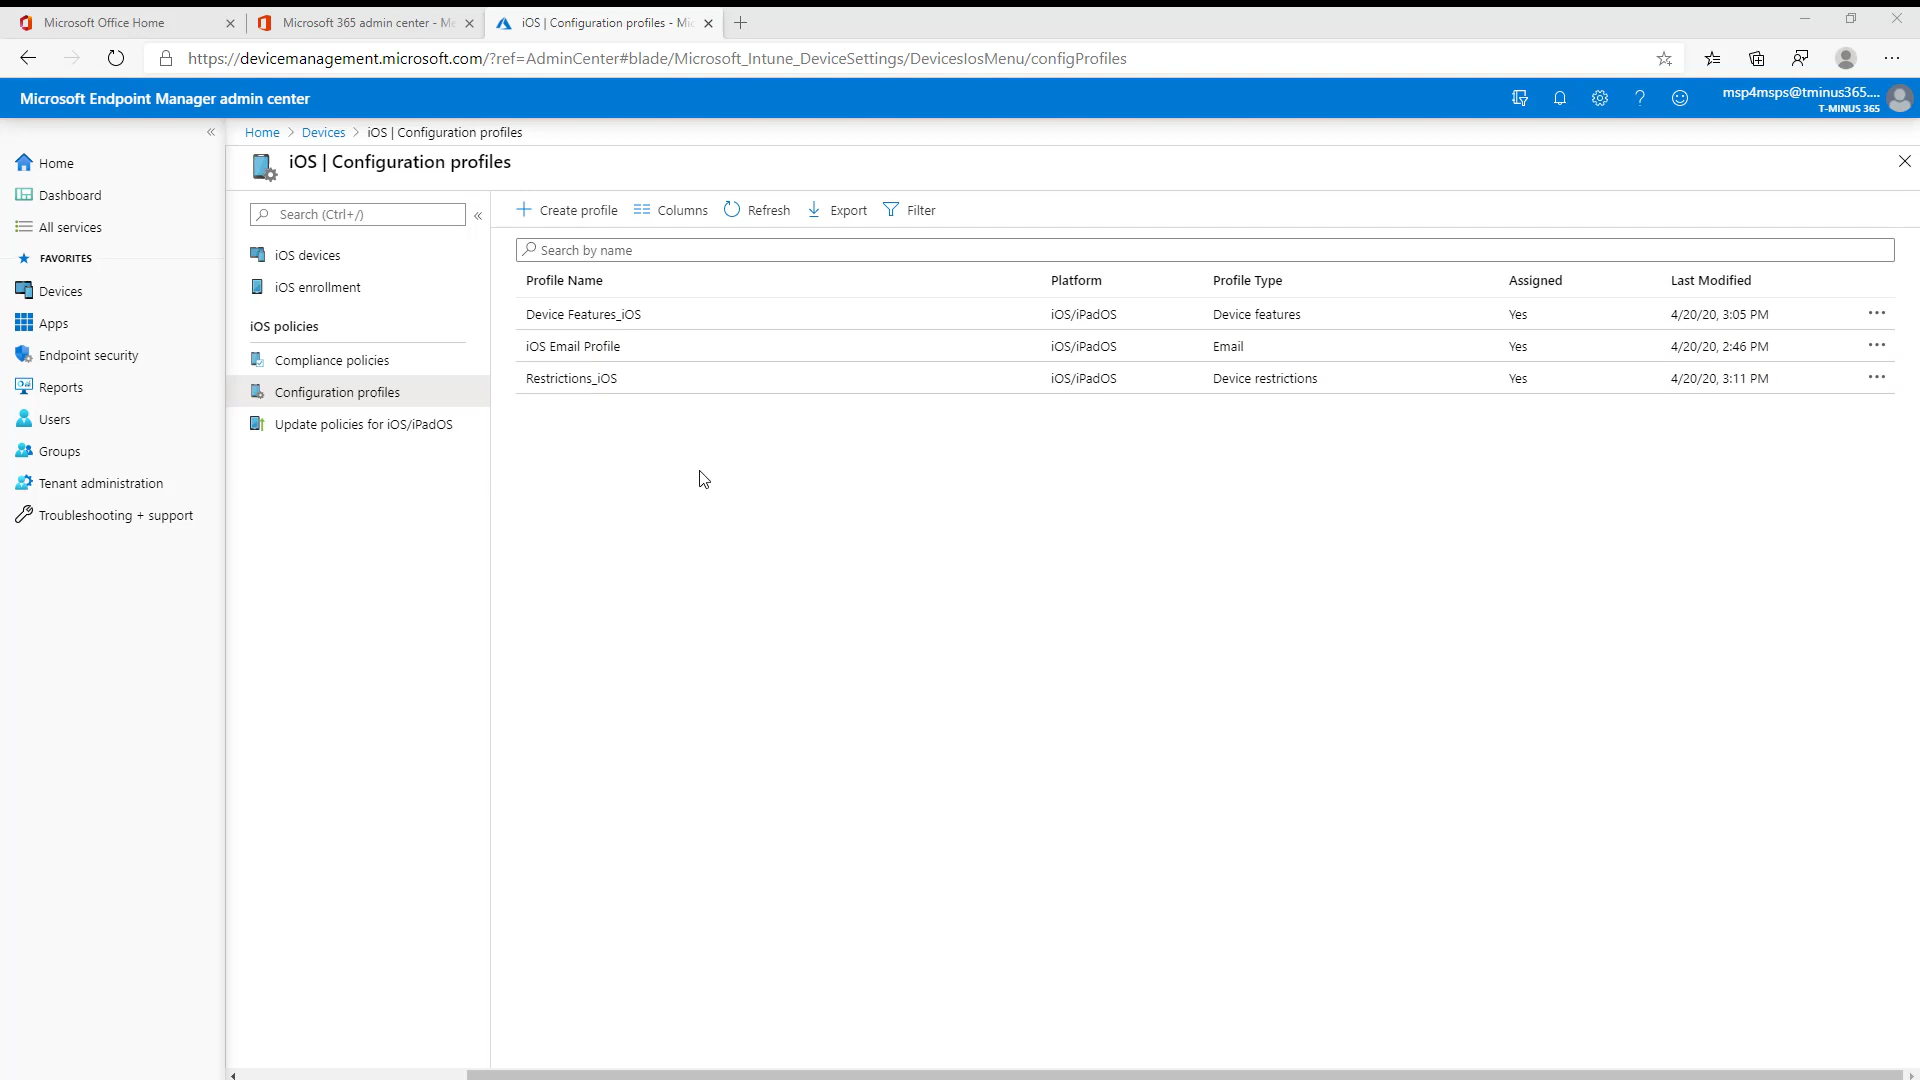 Microsoft Office Home
Microsoft 365 admin center - Me
iOS | Configuration profiles - Mic
https://devicemanagement.microsoft.com/?ref=AdminCenter#blade/Microsoft_Intune_DeviceSettings/DevicesIosMenu/configProfiles
Microsoft Endpoint Manager admin center
msp4msps@tminus365....
T-MINUS 365
Home > Devices > iOS | Configuration profiles
iOS | Configuration profiles
Home
Dashboard
All services
FAVORITES
Devices
Apps
Endpoint security
Reports
Users
Groups
Tenant administration
Troubleshooting + support
Search (Ctrl+/)
iOS devices
iOS enrollment
iOS policies
Compliance policies
Configuration profiles
Update policies for iOS/iPadOS
Create profile Columns Refresh Export Filter
Search by name
Profile Name Platform Profile Type Assigned Last Modified
Device Features_iOS iOS/iPadOS Device features Yes 4/20/20, 3:05 PM
iOS Email Profile iOS/iPadOS Email Yes 4/20/20, 2:46 PM
Restrictions_iOS iOS/iPadOS Device restrictions Yes 4/20/20, 3:11 PM